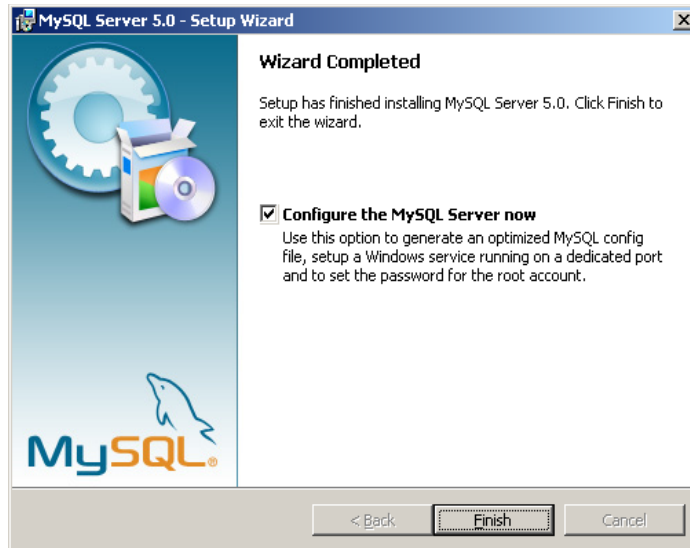 MySQL Server 5.0 - Setup Wizard
Wizard Completed
Setup has finished installing MySQL Server 5.0. Click Finish to
exit the wizard.
Configure the MySQL Server now
Use this option to generate an optimized MySQL config
file, setup a Windows service running on a dedicated port
and to set the password for the root account.
MySQL®
< Back Finish Cancel